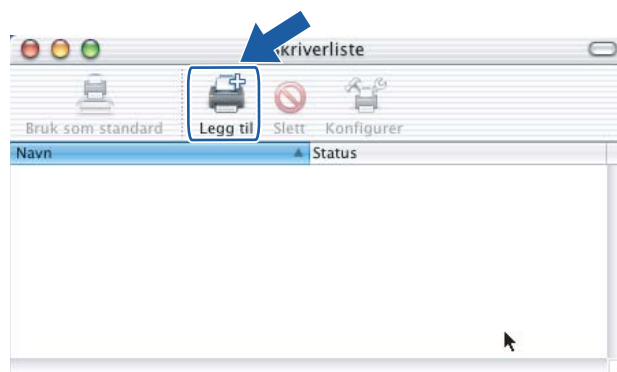 kriverliste
Bruk som standard Legg til Slett Konfigurer
Navn Status